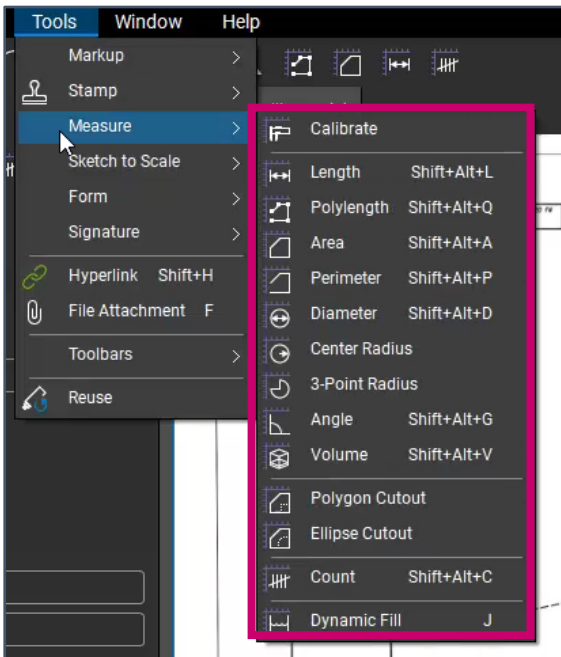 Tools Window Help
Markup
Stamp
Measure
Sketch to Scale
Form
Signature
Hyperlink Shift+H
File Attachment F
Toolbars
Reuse
Calibrate
Length Shift+Alt+L
Polylength Shift+Alt+Q
Area Shift+Alt+A
Perimeter Shift+Alt+P
Diameter Shift+Alt+D
Center Radius
3-Point Radius
Angle Shift+Alt+G
Volume Shift+Alt+V
Polygon Cutout
Ellipse Cutout
Count Shift+Alt+C
Dynamic Fill J